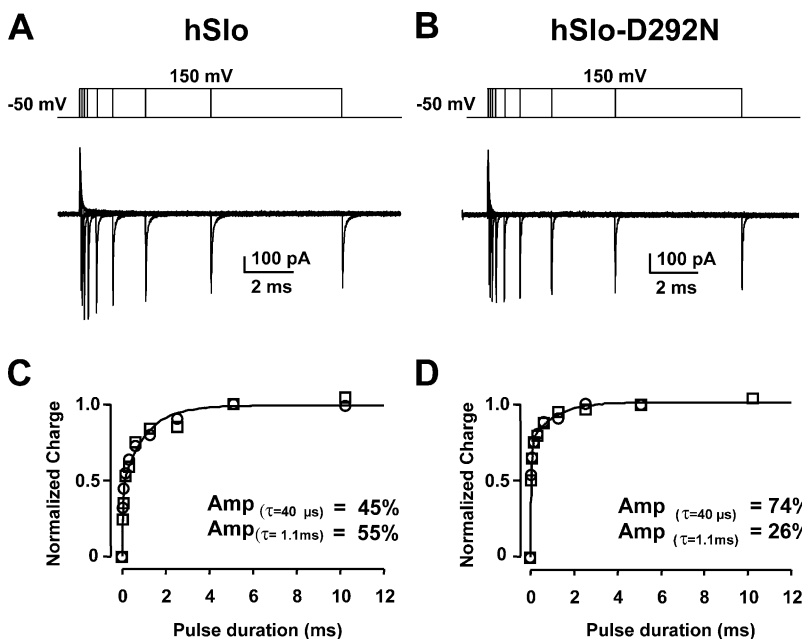 A
hSlo
150 mV
-50 mV
100 pA
2 ms
B
hSlo-D292N
150 mV
-50 mV
100 pA
2 ms
C
Normalized Charge
1.0
0.5
0
Amp (τ=40 µs) = 45%
Amp (τ= 1.1ms) = 55%
0 2 4 6 8 10 12
Pulse duration (ms)
D
Normalized Charge
1.0
0.5
0
Amp (τ=40 µs) = 74%
Amp (τ=1.1ms) = 26%
0 2 4 6 8 10 12
Pulse duration (ms)